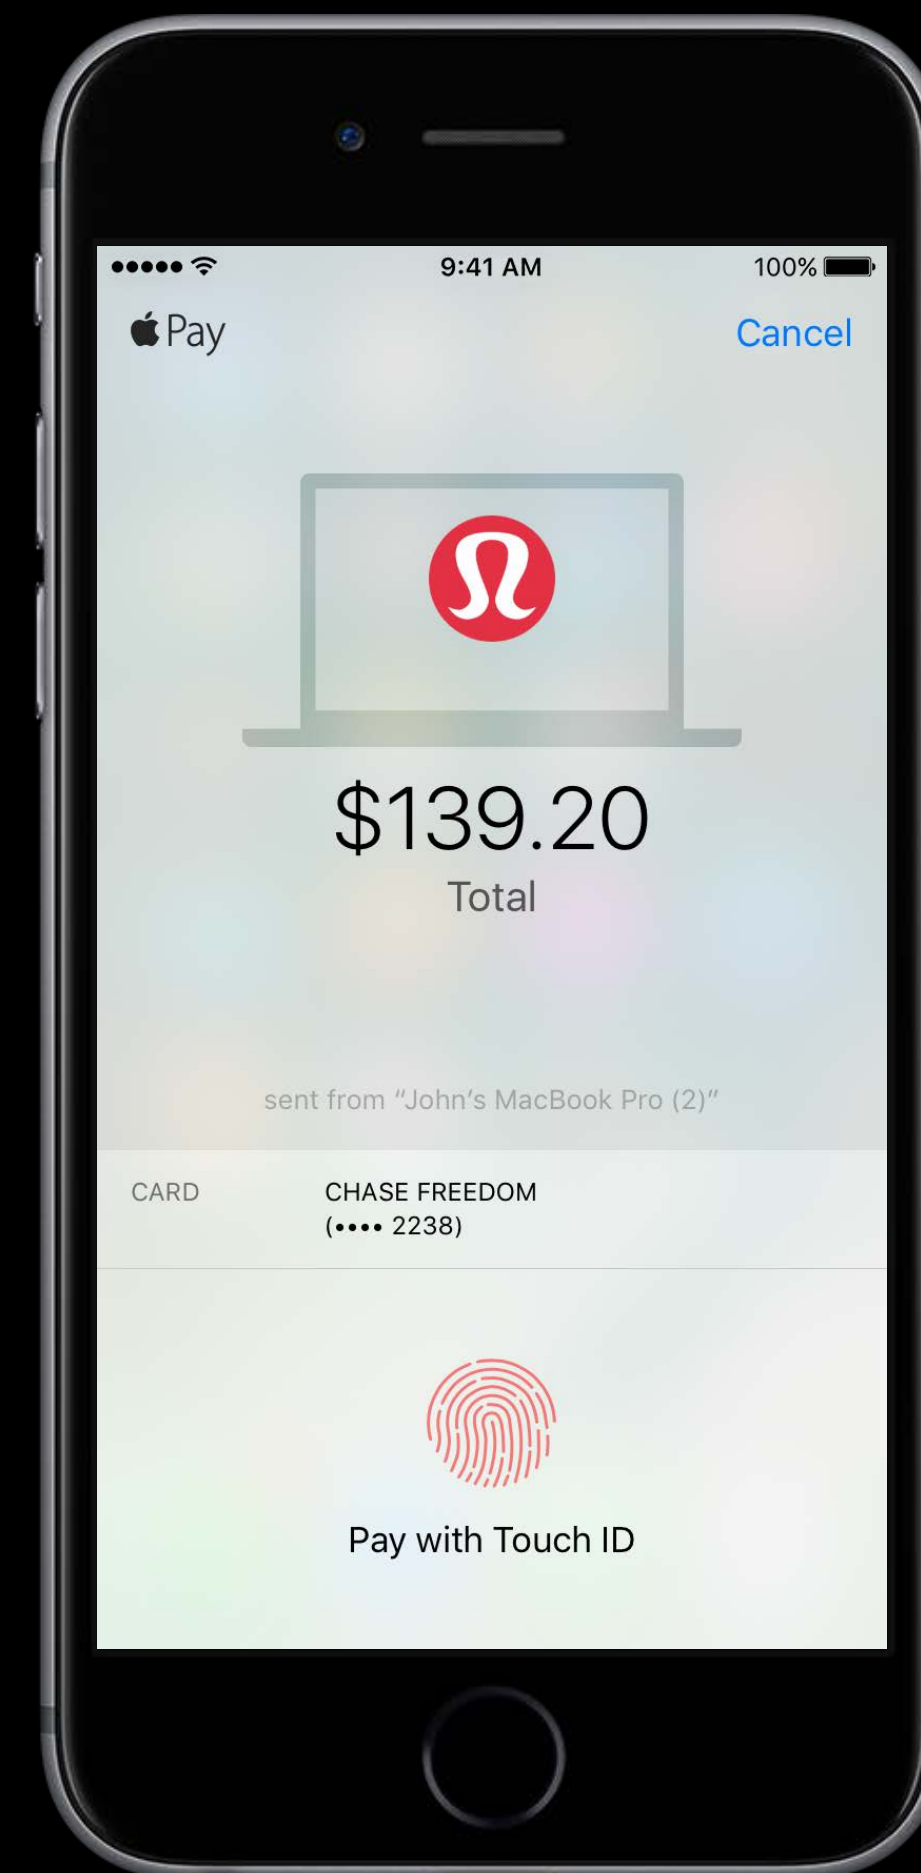 9:41 AM
100%
Pay
Cancel
$139.20
Total
sent from “John’s MacBook Pro (2)”
CARD
CHASE FREEDOM
(•••• 2238)
Pay with Touch ID